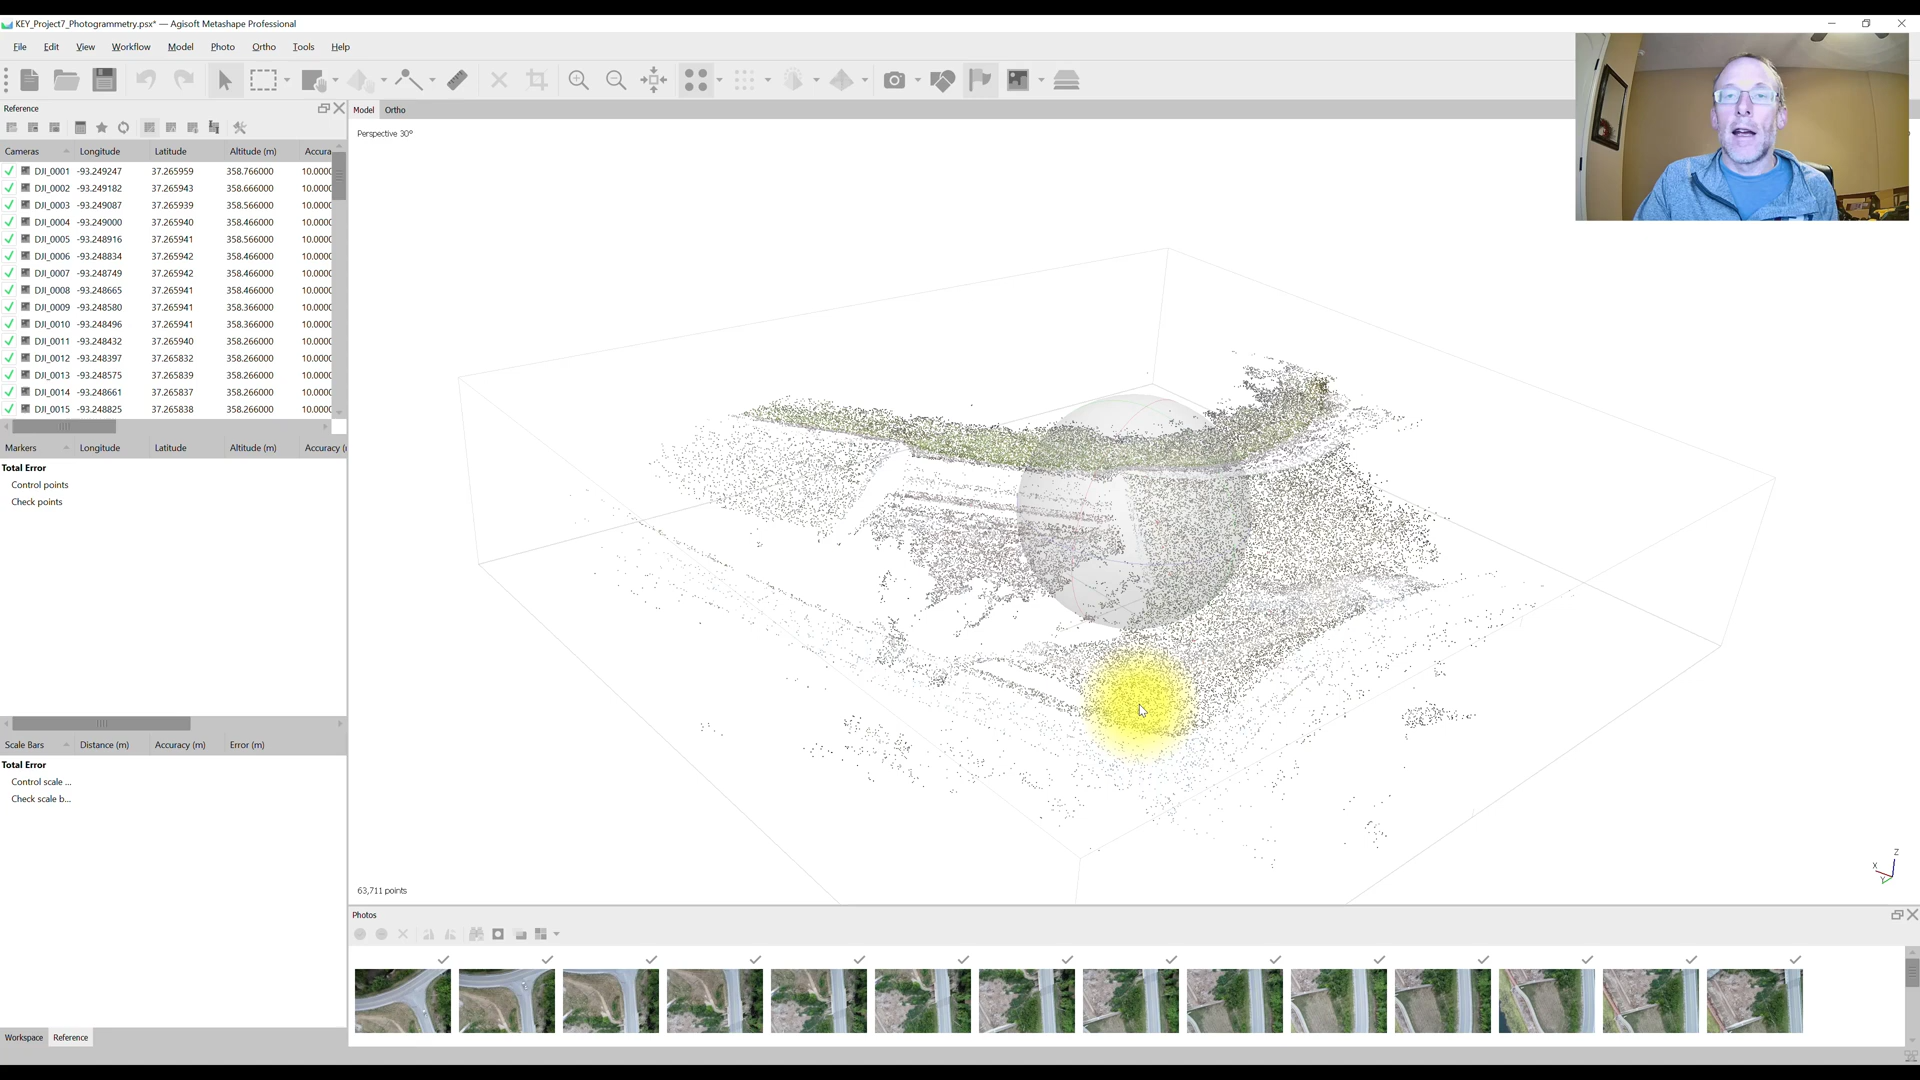 KEY_Project7_Photogrammetry.psx* — Agisoft Metashape Professional
File Edit View Workflow Model Photo Ortho Tools Help
Reference
Model Ortho
Perspective 30°
Cameras Longitude Latitude Altitude (m) Accura
DJI_0001 -93.249247 37.265959 358.766000 10.0000
DJI_0002 -93.249182 37.265943 358.666000 10.0000
DJI_0003 -93.249087 37.265939 358.566000 10.0000
DJI_0004 -93.249000 37.265940 358.466000 10.0000
DJI_0005 -93.248916 37.265941 358.566000 10.0000
DJI_0006 -93.248834 37.265942 358.466000 10.0000
DJI_0007 -93.248749 37.265942 358.466000 10.0000
DJI_0008 -93.248665 37.265941 358.466000 10.0000
DJI_0009 -93.248580 37.265941 358.366000 10.0000
DJI_0010 -93.248496 37.265941 358.366000 10.0000
DJI_0011 -93.248432 37.265940 358.266000 10.0000
DJI_0012 -93.248397 37.265832 358.266000 10.0000
DJI_0013 -93.248575 37.265839 358.266000 10.0000
DJI_0014 -93.248661 37.265837 358.266000 10.0000
DJI_0015 -93.248825 37.265838 358.266000 10.0000
Markers Longitude Latitude Altitude (m) Accuracy (
Total Error
Control points
Check points
Scale Bars Distance (m) Accuracy (m) Error (m)
Total Error
Control scale ...
Check scale b...
Z
X
Y
63,711 points
Photos
Workspace Reference